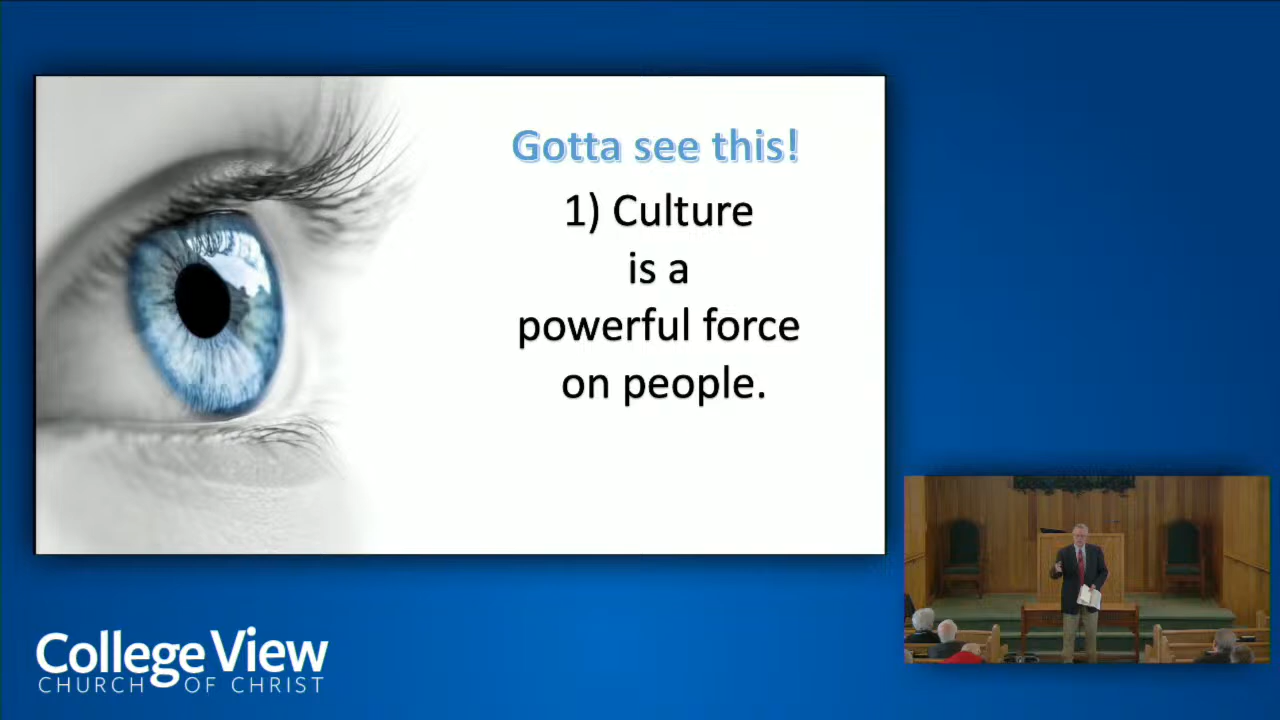 Gotta see this!
1) Culture
is a
powerful force
on people.
College View
CHURCH OF CHRIST